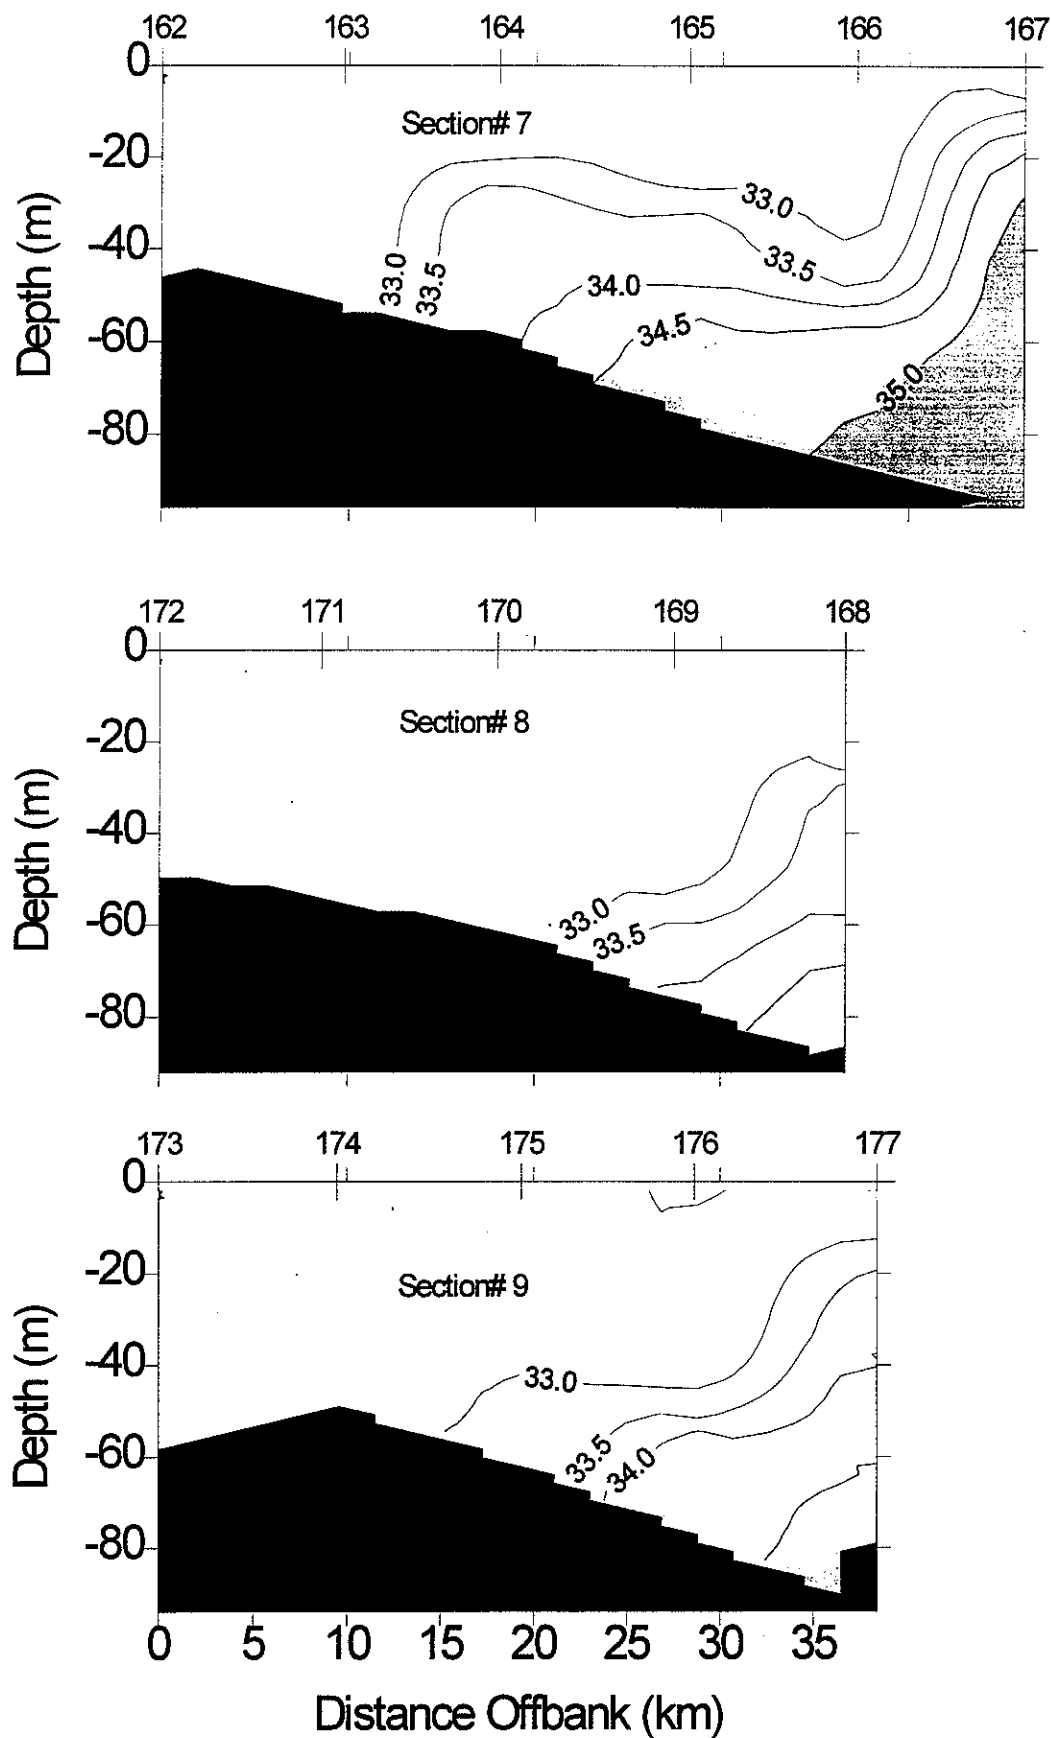 162 163 164 165 166 167
0
Section# 7
-20
33.0
-40
33.5
33.0
33.5
34.0
34.5
-60
35.0
-80
Depth (m)
172 171 170 169 168
0
Section# 8
-20
-40
33.0
-60
33.5
-80
Depth (m)
173 174 175 176 177
0
-20
Section# 9
-40
33.0
-60
33.5
34.0
-80
Depth (m)
0 5 10 15 20 25 30 35
Distance Offbank (km)